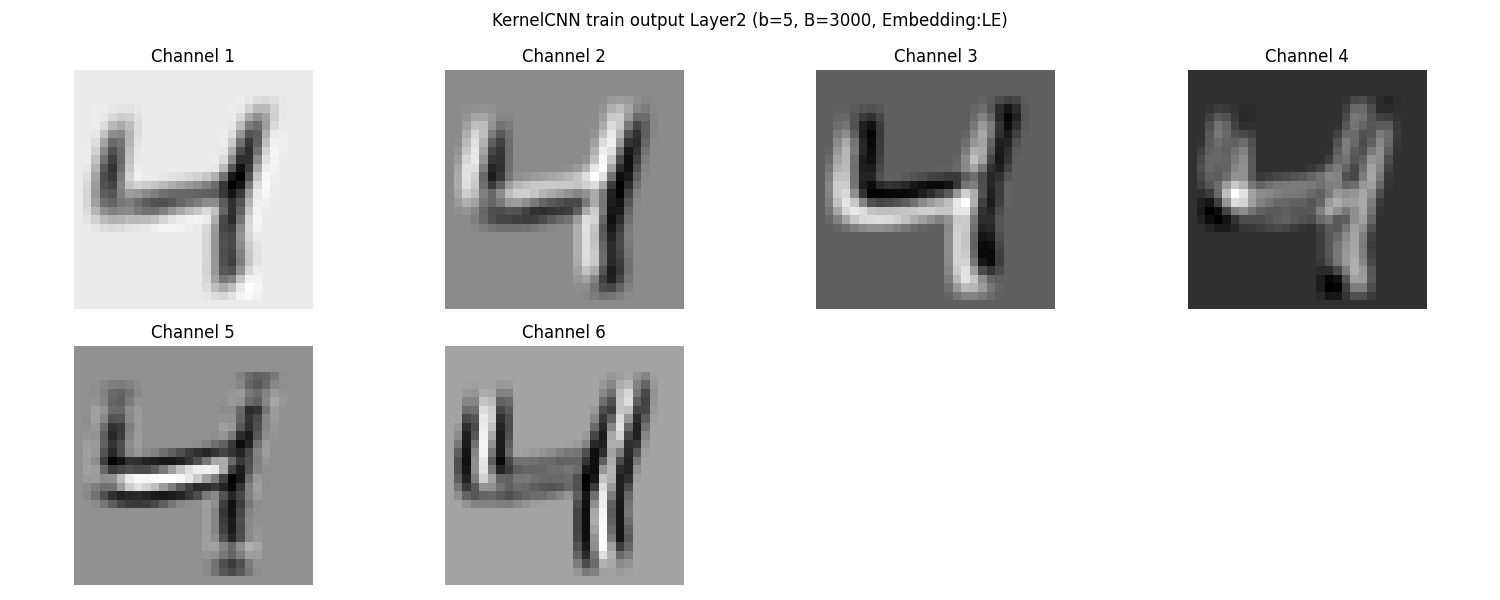 KernelCNN train output Layer2 (b=5, B=3000, Embedding:LE)
Channel 1
Channel 2
Channel 3
Channel 4
Channel 5
Channel 6